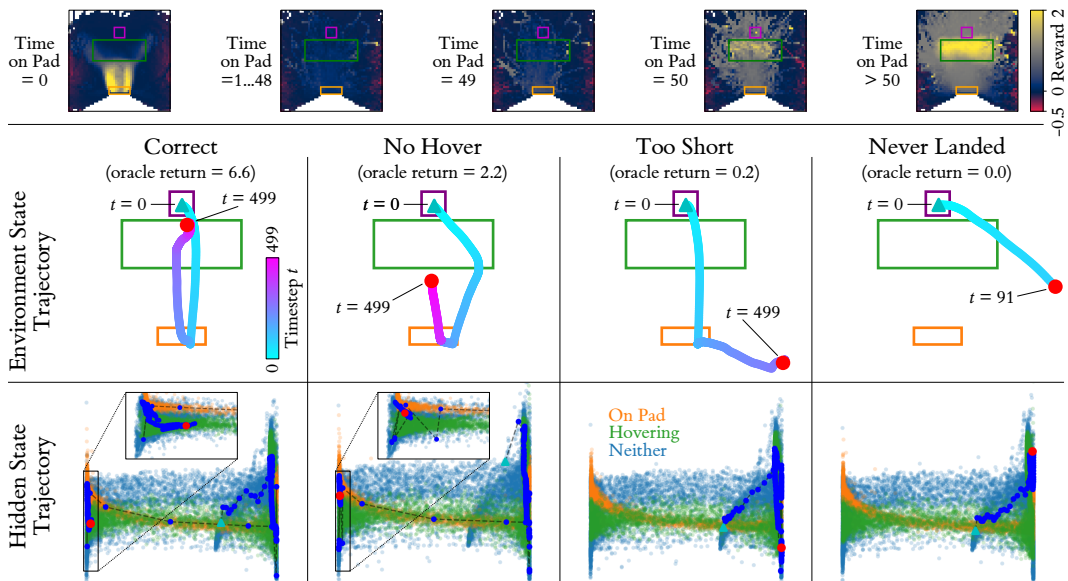 Time
on Pad
= 0
Time
on Pad
=1...48
Time
on Pad
= 49
Time
on Pad
= 50
Time
on Pad
> 50
−0.5 0 Reward 2
Correct
(oracle return = 6.6)
No Hover
(oracle return = 2.2)
Too Short
(oracle return = 0.2)
Never Landed
(oracle return = 0.0)
Environment State
Trajectory
t = 0
t = 499
0 499
Timestep t
t = 0
t = 499
t = 0
t = 499
t = 0
t = 91
Hidden State
Trajectory
On Pad
Hovering
Neither